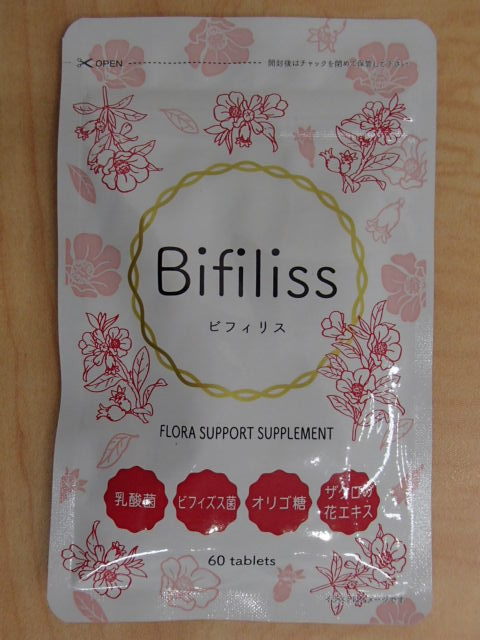 OPEN
開封後はチャックを閉めて保管して下さい
Bifiliss
ビフィリス
FLORA SUPPORT SUPPLEMENT
乳酸菌
ビフィズス菌
オリゴ糖
ザクロの
花エキス
60 tablets